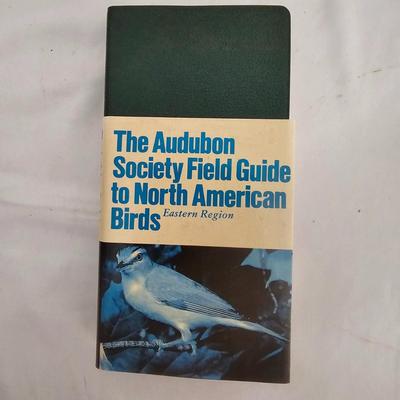 The Audubon
Society Field Guide
to North American
Birds Eastern Region